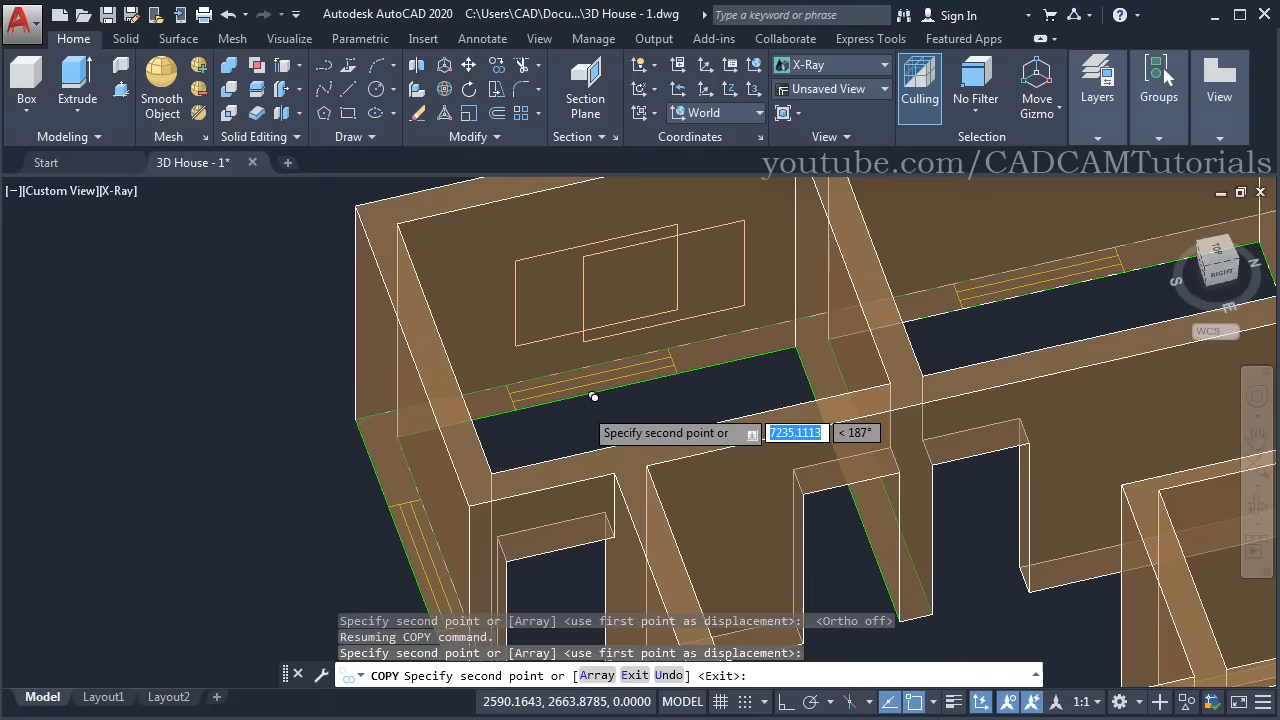 Autodesk AutoCAD 2020 C:\Users\CAD\Docu...\3D House - 1.dwg Type a keyword or phrase Sign In
Home Solid Surface Mesh Visualize Parametric Insert Annotate View Manage Output Add-ins Collaborate Express Tools Featured Apps
X-Ray
Unsaved View
World
Box Extrude Smooth Object Section Plane Culling No Filter Move Gizmo Layers Groups View
Modeling Mesh Solid Editing Draw Modify Section Coordinates View Selection
Start 3D House - 1*
youtube.com/CADCAMTutorials
[−][Custom View][X-Ray]
TOP
RIGHT
S N E
WCS
Specify second point or 7235.1113 < 187°
Specify second point or [Array] <use first point as displacement>: <Ortho off>
Resuming COPY command.
Specify second point or [Array] <use first point as displacement>:
COPY Specify second point or [Array Exit Undo] <Exit>:
Model Layout1 Layout2 2590.1643, 2663.8785, 0.0000 MODEL 1:1